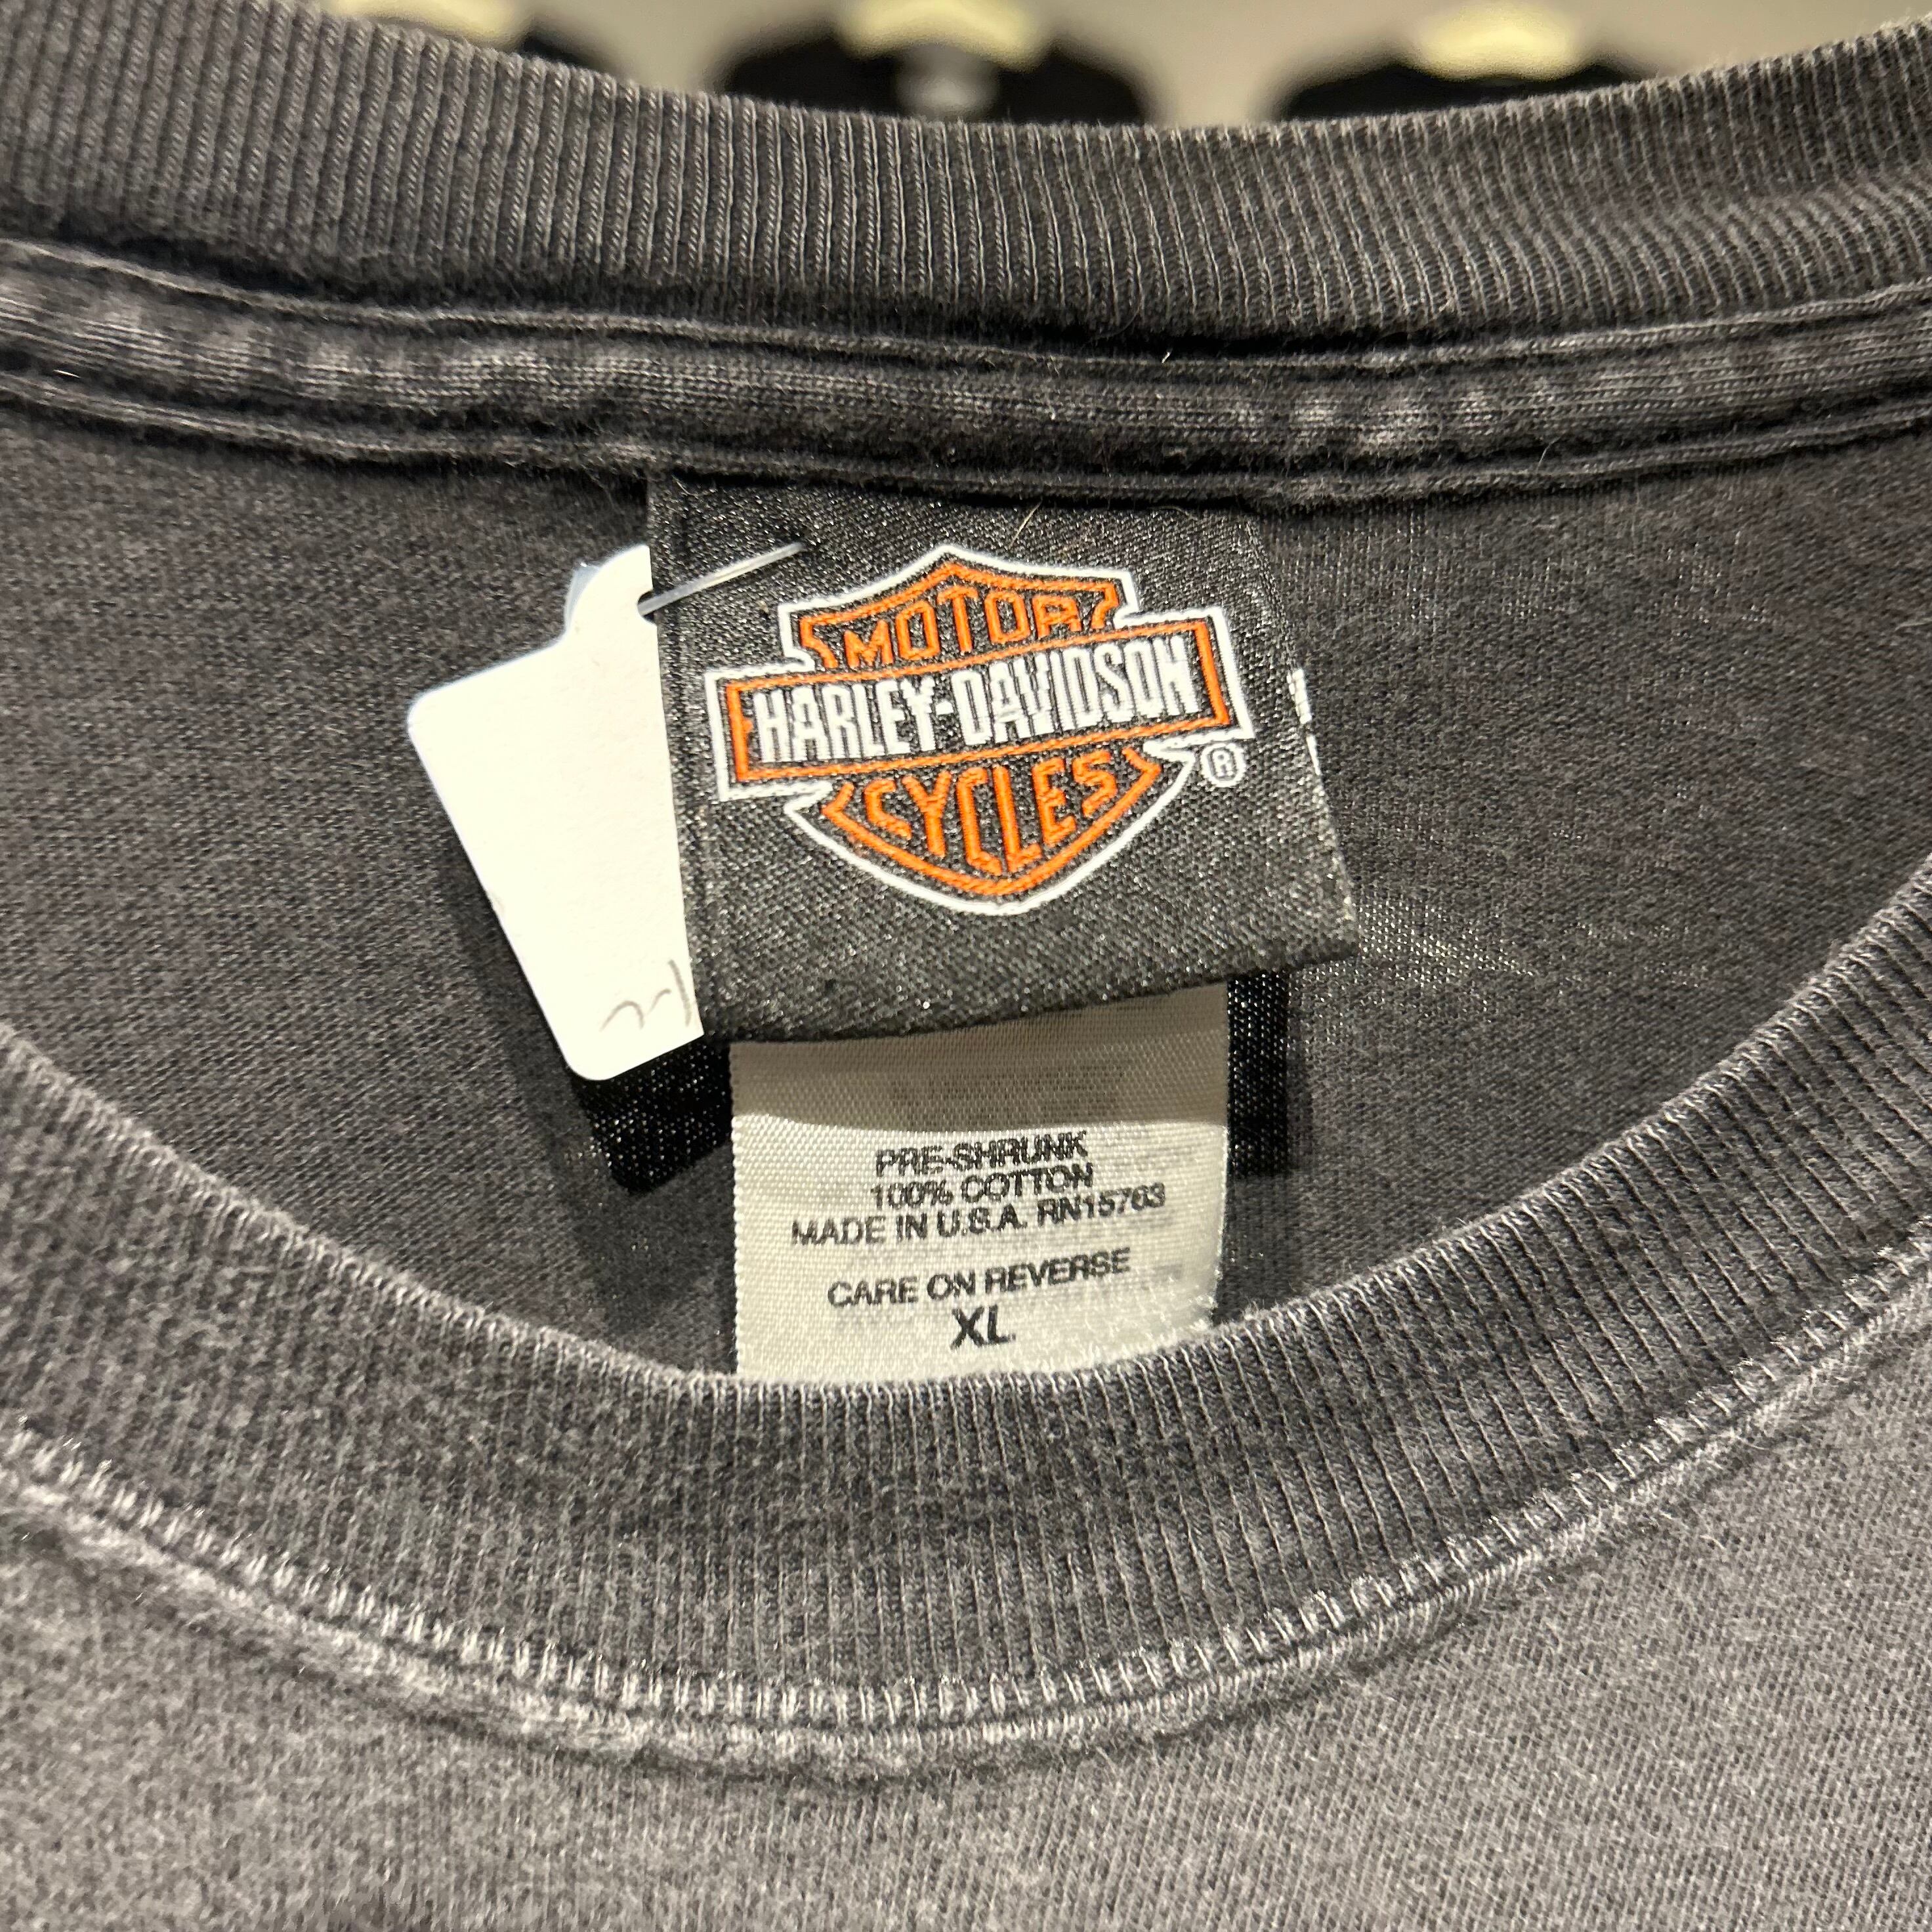 MOTOR
HARLEY-DAVIDSON
CYCLES
®
PRE-SHRUNK
100% COTTON
MADE IN U.S.A. RN15763
CARE ON REVERSE
XL